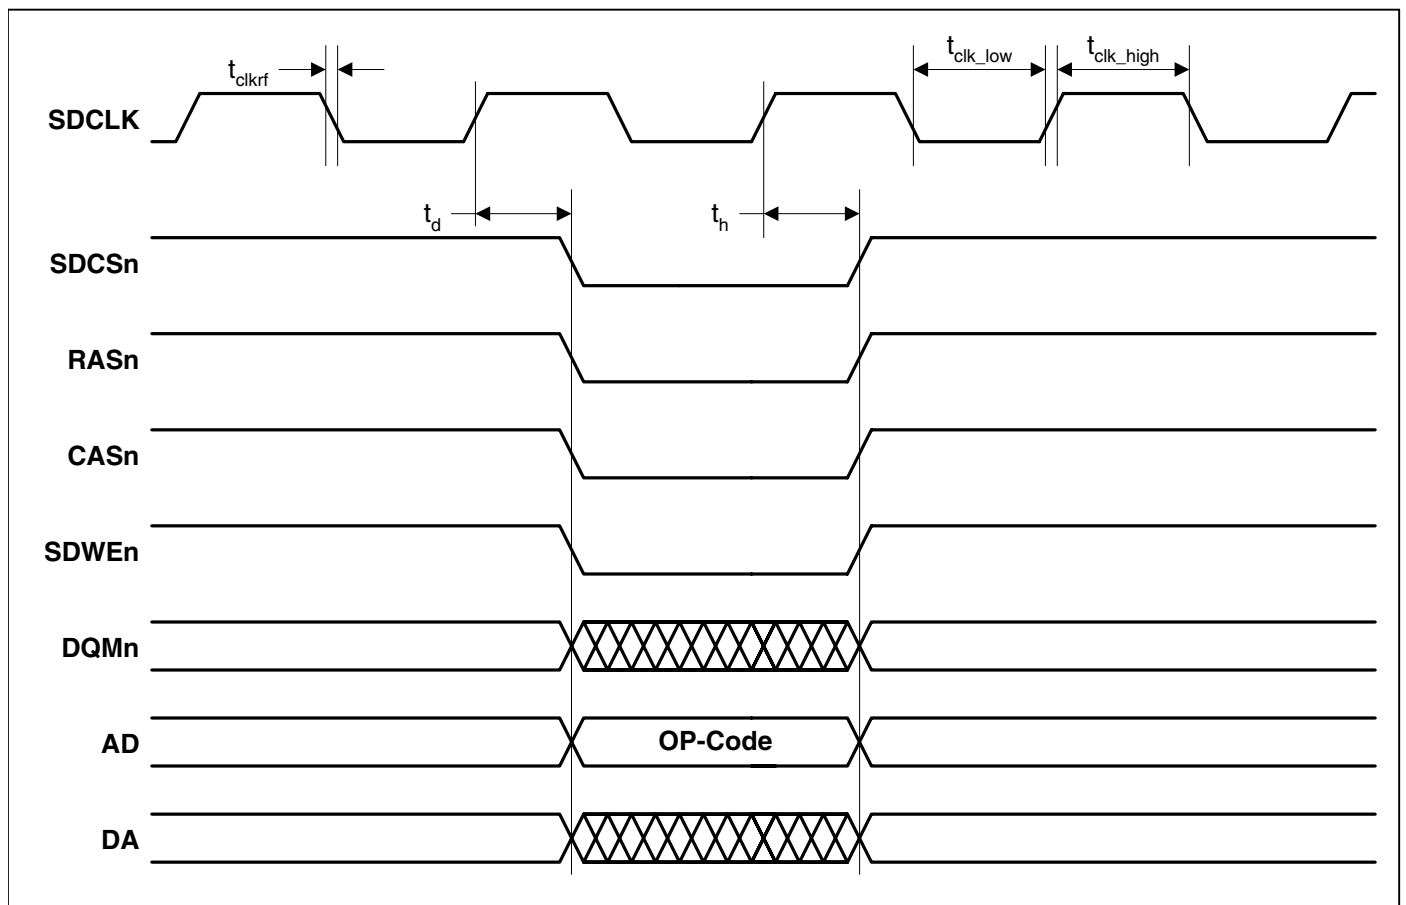 t_clkrf
t_clk_low
t_clk_high
SDCLK
t_d
t_h
SDCSn
RASn
CASn
SDWEn
DQMn
AD
OP-Code
DA